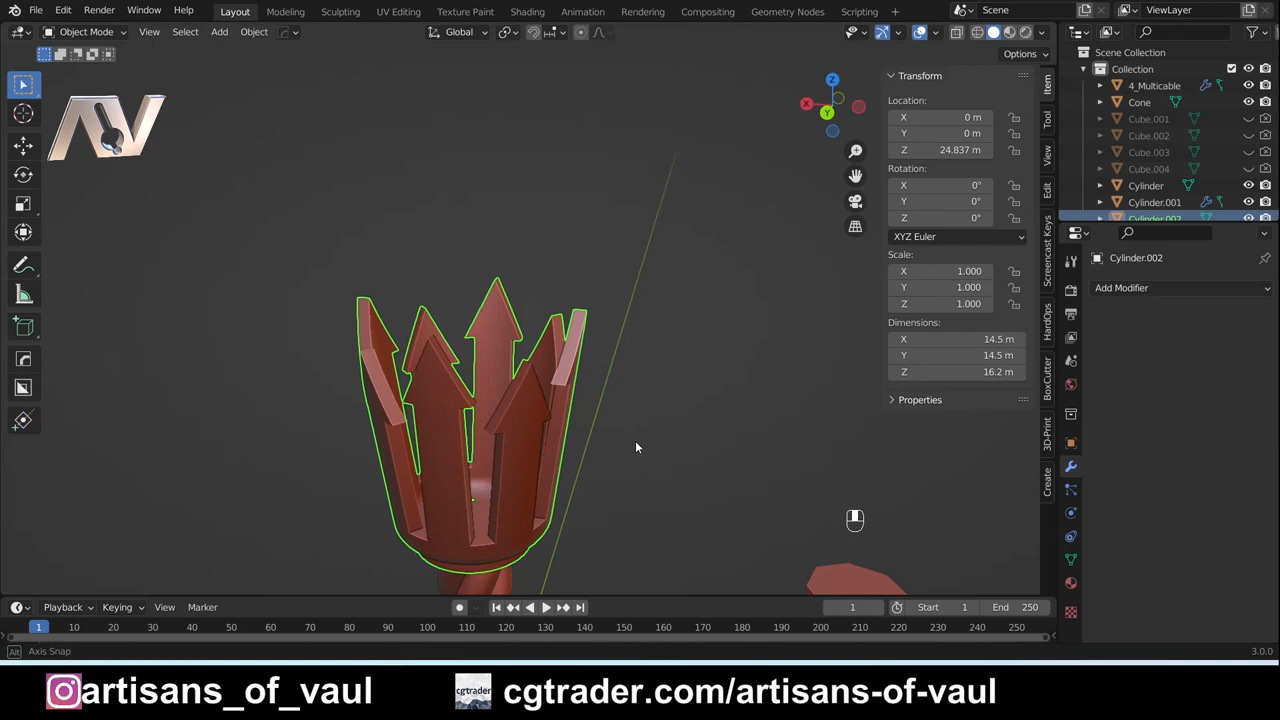 File Edit Render Window Help Layout Modeling Sculpting UV Editing Texture Paint Shading Animation Rendering Compositing Geometry Nodes Scripting + Scene ViewLayer
Object Mode View Select Add Object Global
Options
Transform
Location:
X 0 m
Y 0 m
Z 24.837 m
Rotation:
X 0°
Y 0°
Z 0°
XYZ Euler
Scale:
X 1.000
Y 1.000
Z 1.000
Dimensions:
X 14.5 m
Y 14.5 m
Z 16.2 m
Properties
Item
Tool
View
Edit
Screencast Keys
HardOps
BoxCutter
3D-Print
Create
Scene Collection
Collection
4_Multicable
Cone
Cube.001
Cube.002
Cube.003
Cube.004
Cylinder
Cylinder.001
Cylinder.002
Cylinder.002
Add Modifier
AV
Z
X
Y
Playback Keying View Marker 1 Start 1 End 250
1 10 20 30 40 50 60 70 80 90 100 110 120 130 140 150 160 170 180 190 200 210 220 230 240 250
Alt Axis Snap 3.0.0
artisans_of_vaul cgtrader cgtrader.com/artisans-of-vaul